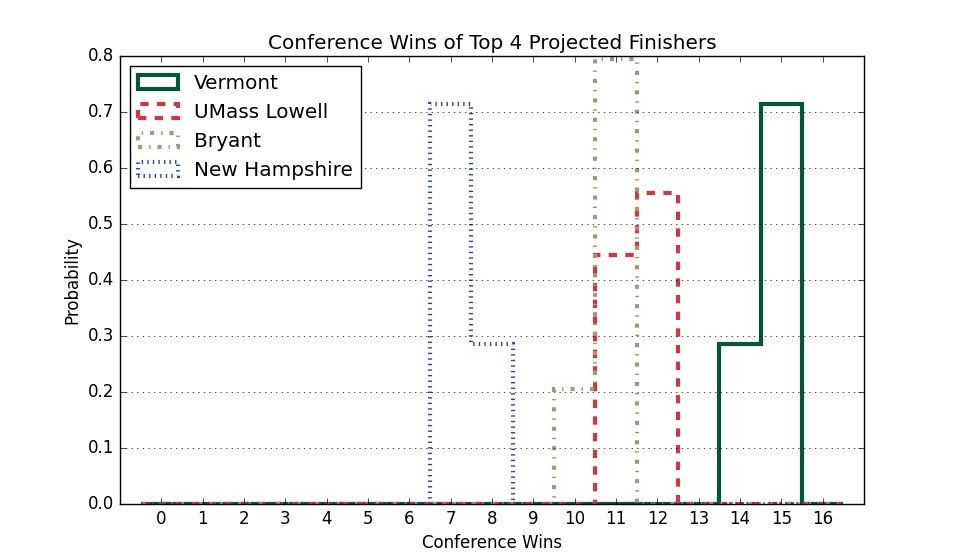 Conference Wins of Top 4 Projected Finishers
0.8
0.7
0.6
0.5
0.4
0.3
0.2
0.1
0.0
Probability
Vermont
UMass Lowell
Bryant
New Hampshire
0 1 2 3 4 5 6 7 8 9 10 11 12 13 14 15 16
Conference Wins